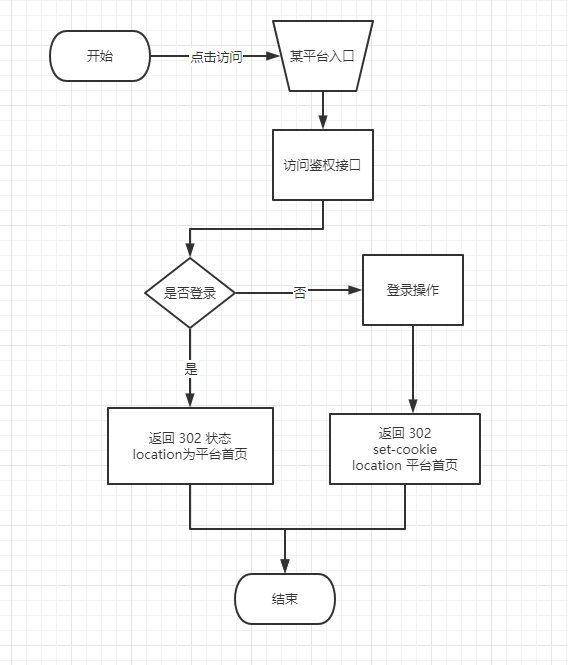 开始
点击访问
某平台入口
访问鉴权接口
是否登录
否
登录操作
是
返回 302 状态
location为平台首页
返回 302
set-cookie
location 平台首页
结束